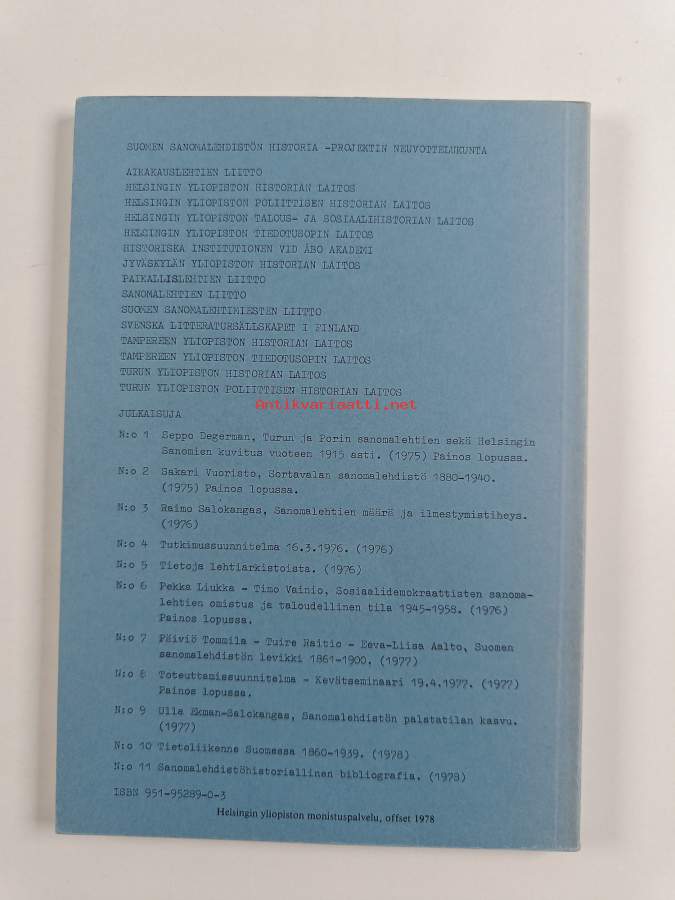 SUOMEN SANOMALEHDISTÖN HISTORIA -PROJEKTIN NEUVOTTELUKUNTA
AIKAKAUSLEHTIEN LIITTO
HELSINGIN YLIOPISTON HISTORIAN LAITOS
HELSINGIN YLIOPISTON POLIITTISEN HISTORIAN LAITOS
HELSINGIN YLIOPISTON TALOUS- JA SOSIAALIHISTORIAN LAITOS
HELSINGIN YLIOPISTON TIEDOTUSOPIN LAITOS
HISTORISKA INSTITUTIONEN VID ÅBO AKADEMI
JYVÄSKYLÄN YLIOPISTON HISTORIAN LAITOS
PAIKALLISLEHTIEN LIITTO
SANOMALEHTIEN LIITTO
SUOMEN SANOMALEHTIMIESTEN LIITTO
SVENSKA LITTERATURSÄLLSKAPET I FINLAND
TAMPEREEN YLIOPISTON HISTORIAN LAITOS
TAMPEREEN YLIOPISTON TIEDOTUSOPIN LAITOS
TURUN YLIOPISTON HISTORIAN LAITOS
TURUN YLIOPISTON POLIITTISEN HISTORIAN LAITOS
Antikvariaatti.net
JULKAISUJA
N:o 1 Seppo Degerman, Turun ja Porin sanomalehtien sekä Helsingin
Sanomien kuvitus vuoteen 1915 asti. (1975) Painos lopussa.
N:o 2 Sakari Vuoristo, Sortavalan sanomalehdistö 1880-1940.
(1975) Painos lopussa.
N:o 3 Raimo Salokangas, Sanomalehtien määrä ja ilmestymistiheys.
(1976)
N:o 4 Tutkimussuunnitelma 16.3.1976. (1976)
N:o 5 Tietoja lehtiarkistoista. (1976)
N:o 6 Pekka Liukka - Timo Vainio, Sosiaalidemokraattisten sanoma-
lehtien omistus ja taloudellinen tila 1945-1958. (1976)
Painos lopussa.
N:o 7 Päiviö Tommila - Tuire Raitio - Eeva-Liisa Aalto, Suomen
sanomalehdistön levikki 1861-1900. (1977)
N:o 8 Toteuttamissuunnitelma - Kevätseminaari 19.4.1977. (1977)
Painos lopussa.
N:o 9 Ulla Ekman-Salokangas, Sanomalehdistön palstatilan kasvu.
(1977)
N:o 10 Tietoliikenne Suomessa 1860-1939. (1978)
N:o 11 Sanomalehdistöhistoriallinen bibliografia. (1978)
ISBN 951-95289-0-3
Helsingin yliopiston monistuspalvelu, offset 1978